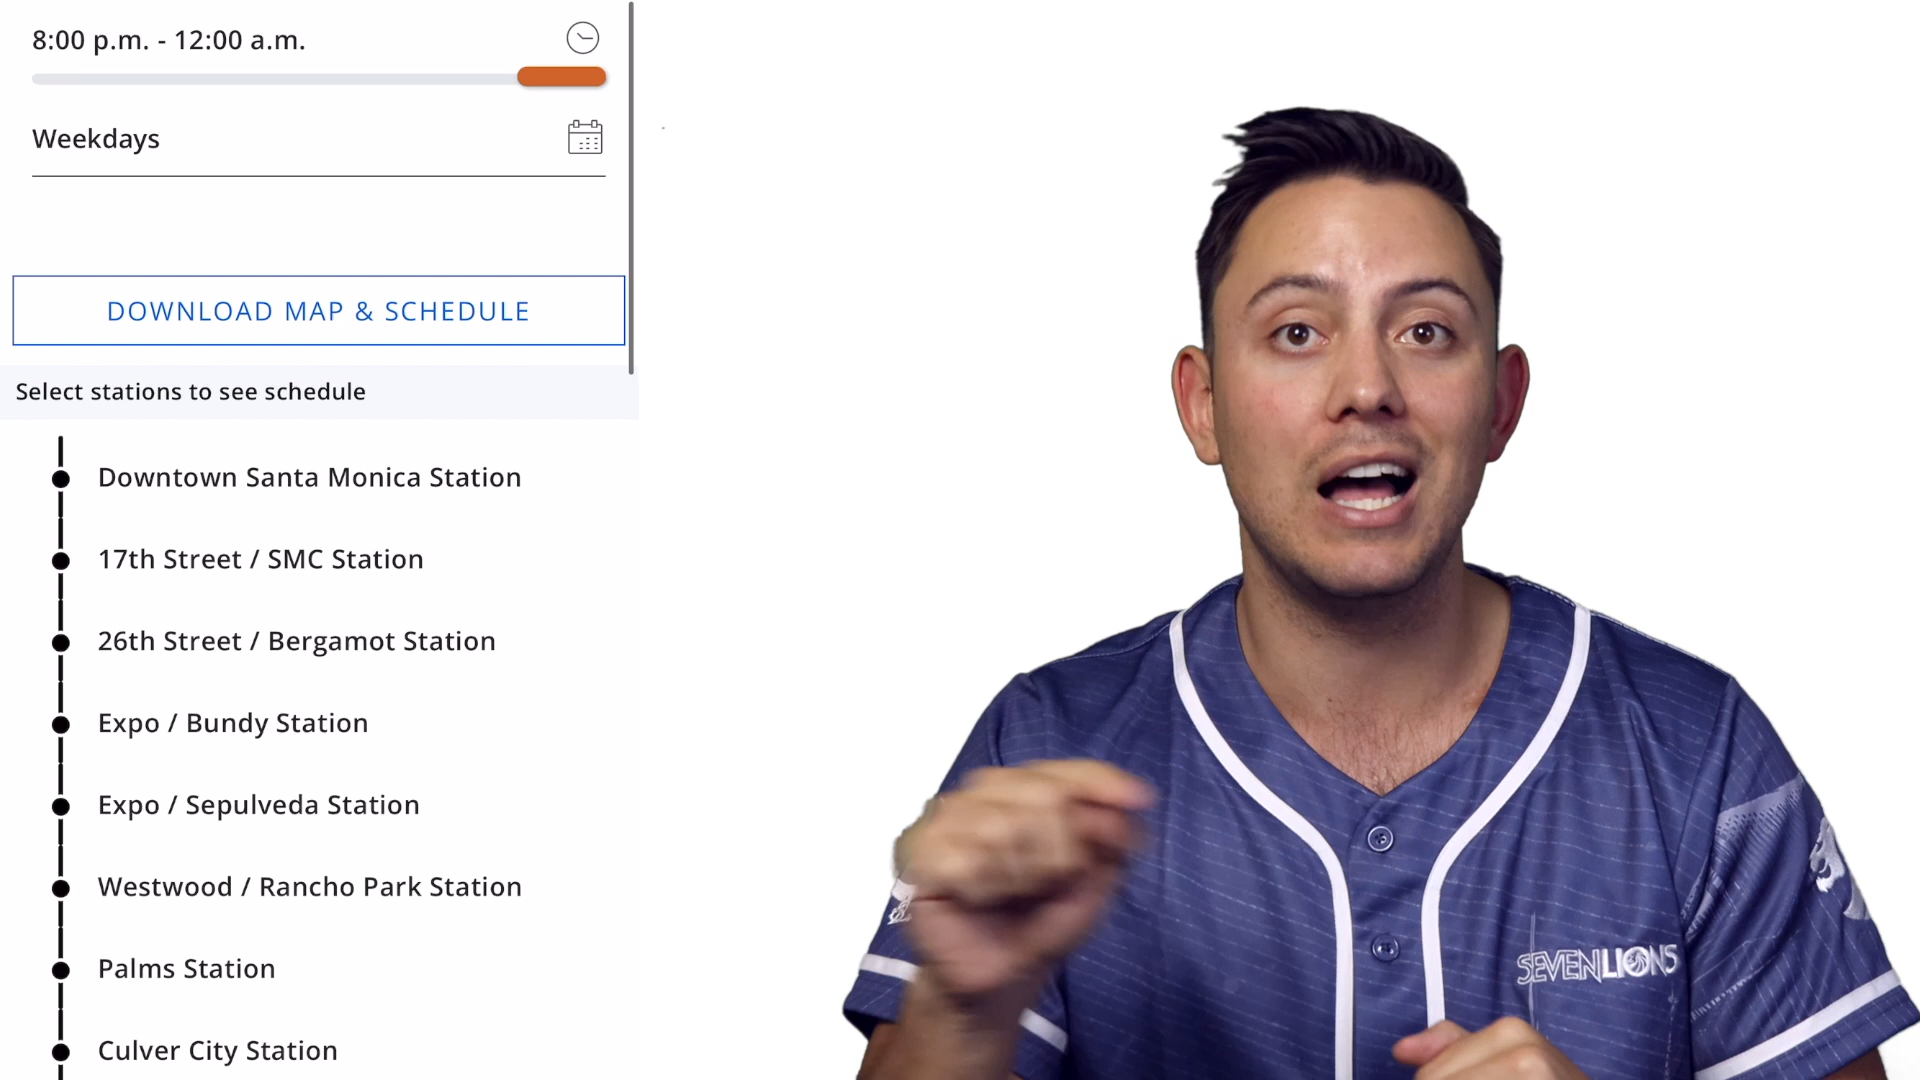 8:00 p.m. - 12:00 a.m.
Weekdays
DOWNLOAD MAP & SCHEDULE
Select stations to see schedule
Downtown Santa Monica Station
17th Street / SMC Station
26th Street / Bergamot Station
Expo / Bundy Station
Expo / Sepulveda Station
Westwood / Rancho Park Station
Palms Station
Culver City Station
SEVEN LIONS